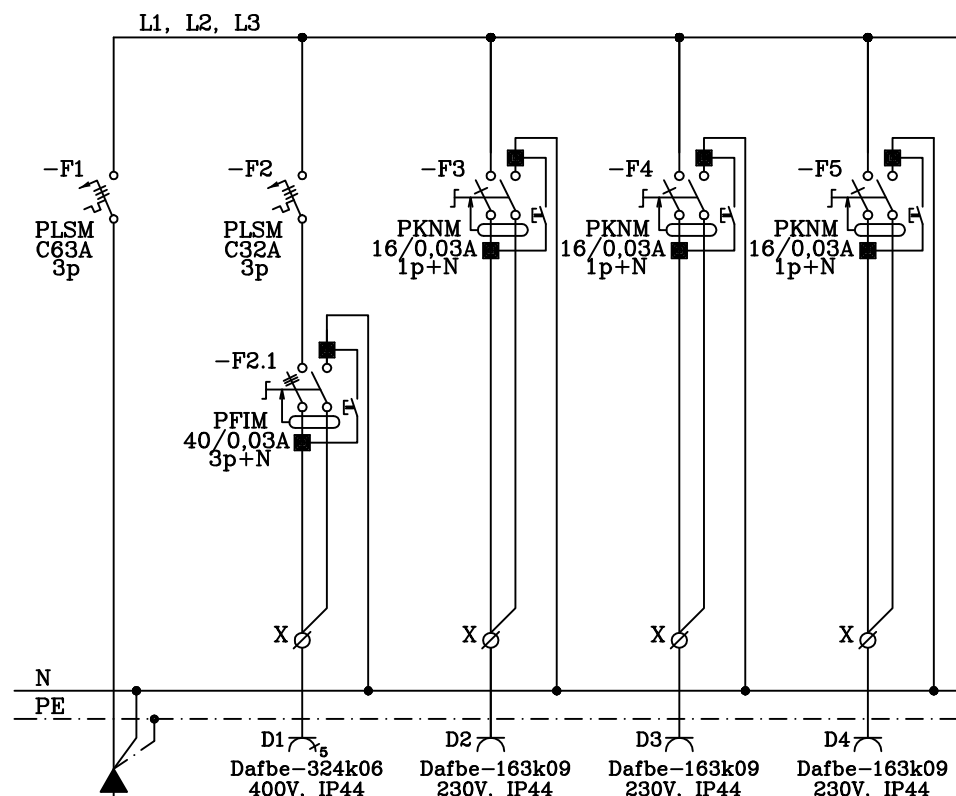 L1, L2, L3
-F1
PLSM
C63A
3p
-F2
PLSM
C32A
3p
-F3
PKNM
16/0,03A
1p+N
-F4
PKNM
16/0,03A
1p+N
-F5
PKNM
16/0,03A
1p+N
-F2.1
PFIM
40/0,03A
3p+N
X
X
X
X
N
PE
D1
5
Dafbe-324k06
400V, IP44
D2
Dafbe-163k09
230V, IP44
D3
Dafbe-163k09
230V, IP44
D4
Dafbe-163k09
230V, IP44